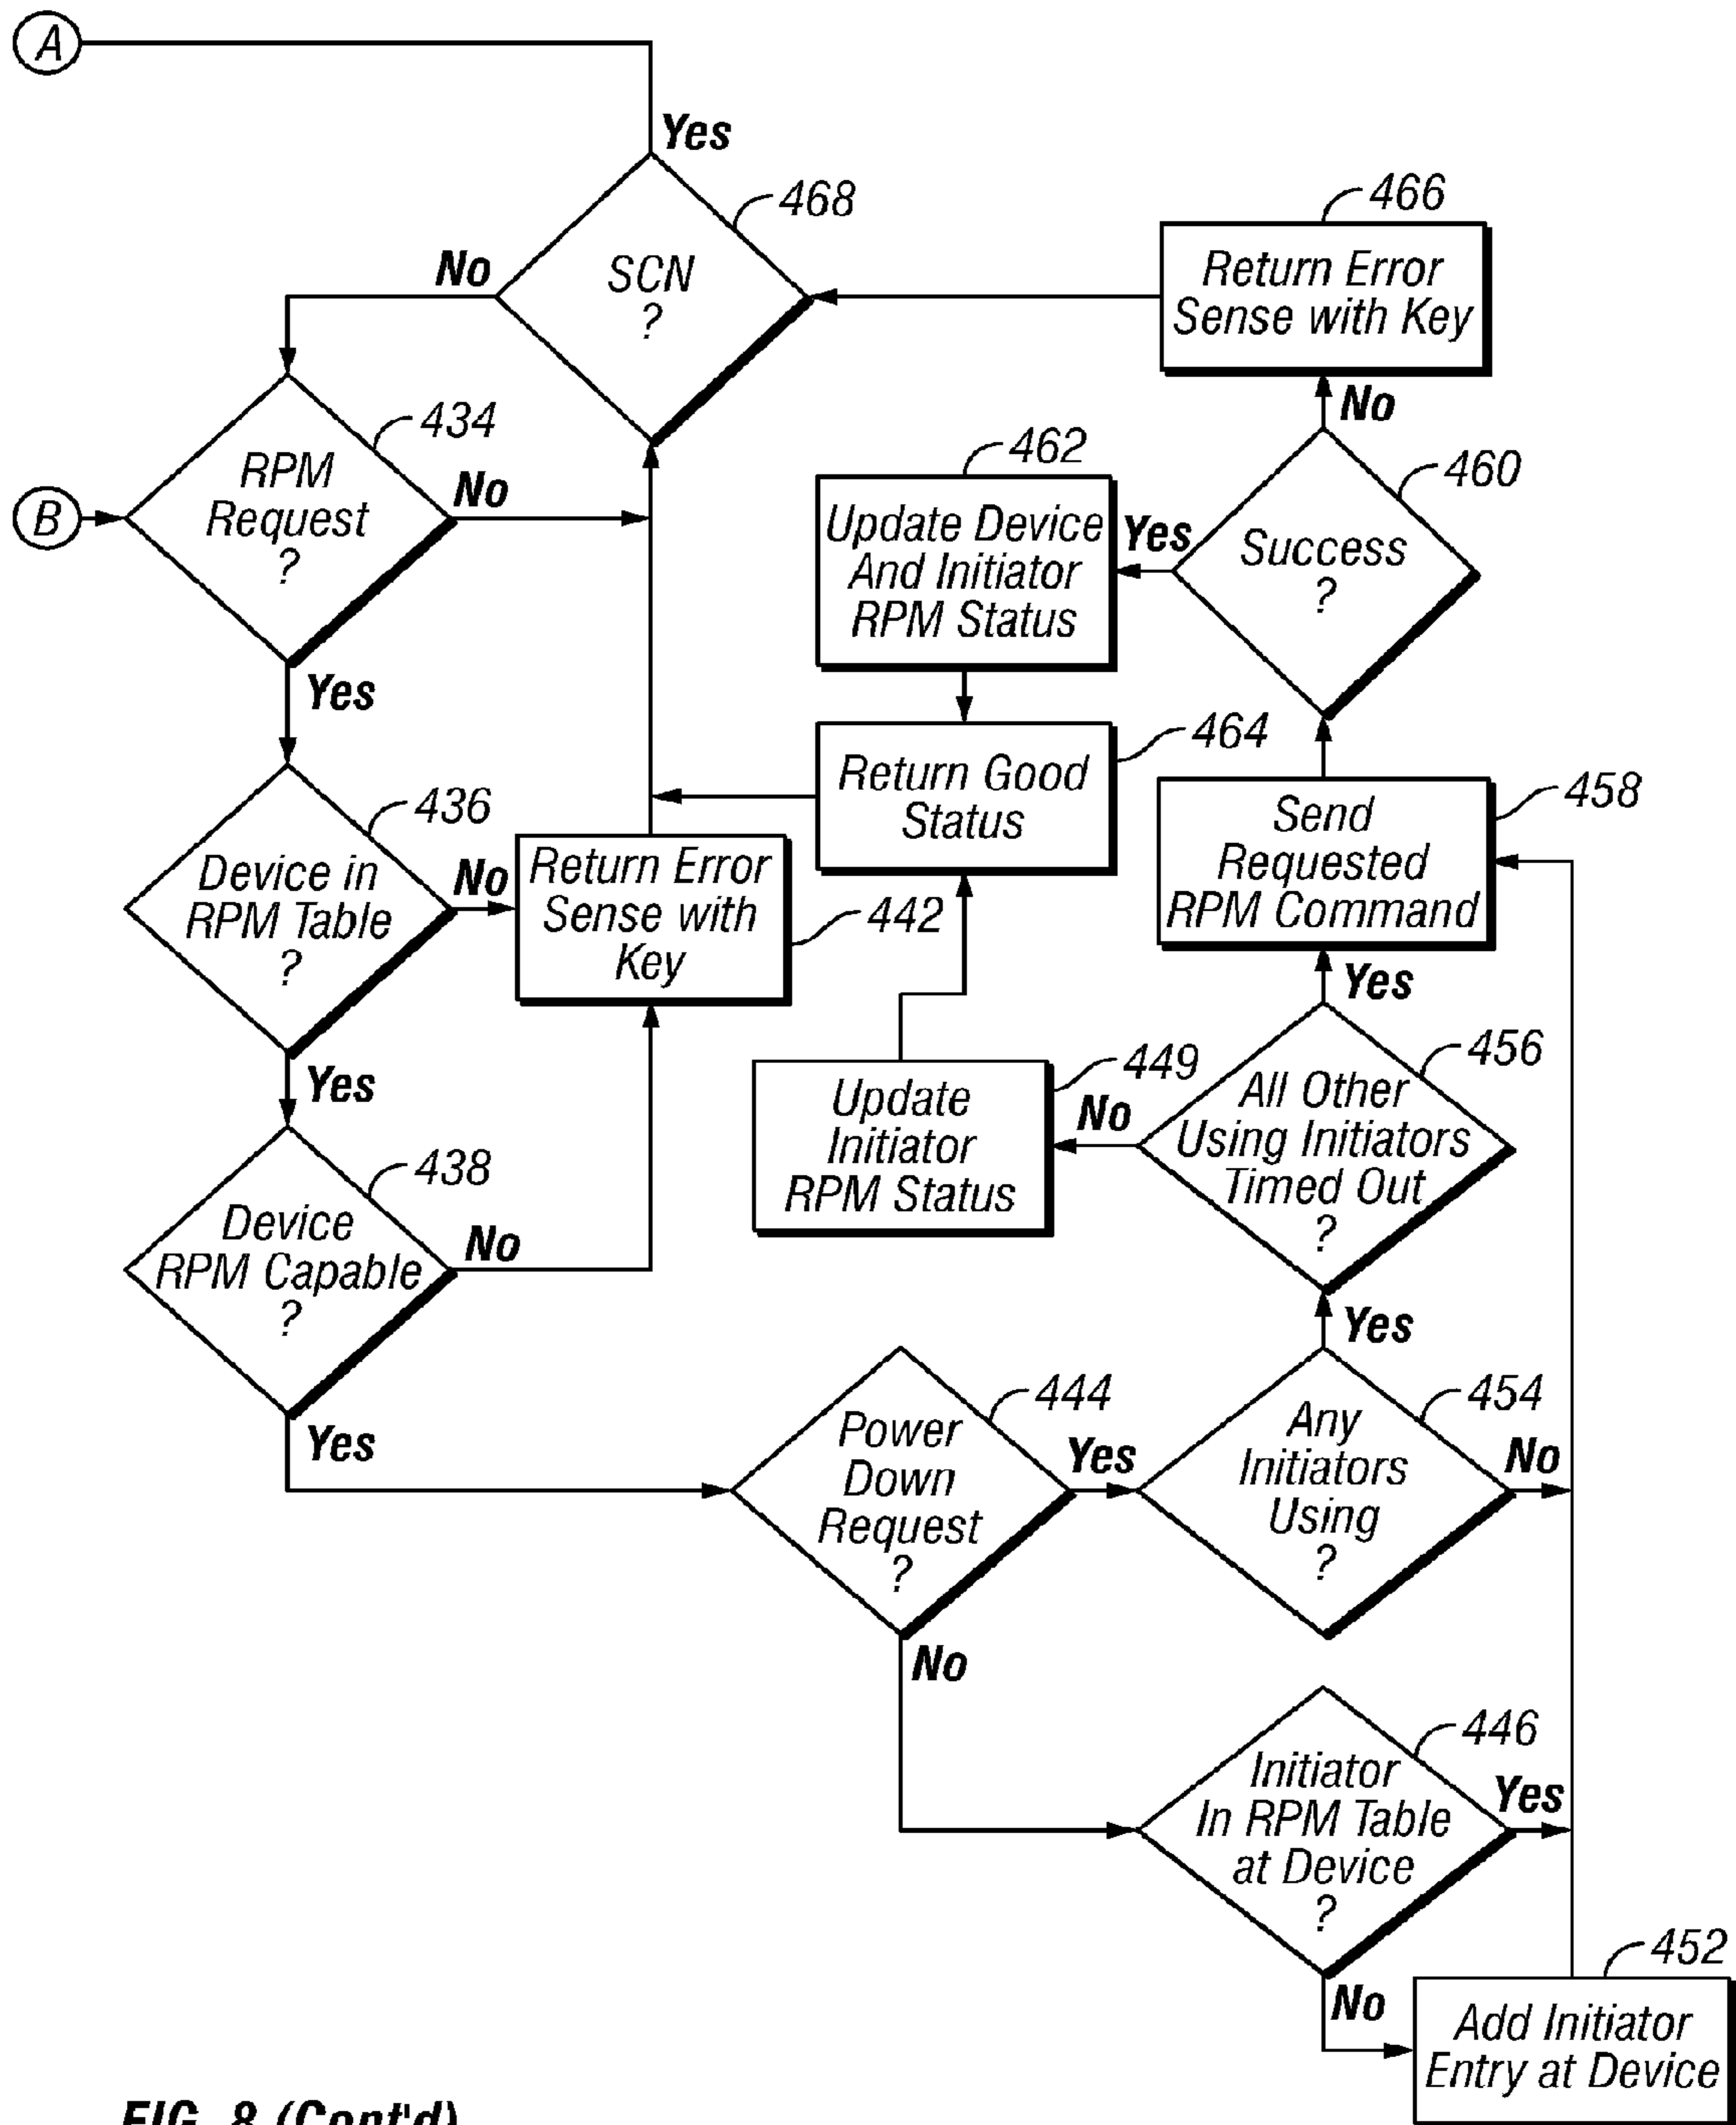 A
Yes
468
SCN
?
No
466
Return Error
Sense with Key
No
434
RPM
Request
?
No
B
Yes
462
Update Device
And Initiator
RPM Status
Yes
460
Success
?
464
Return Good
Status
458
Send
Requested
RPM Command
436
Device in
RPM Table
?
No
Yes
Return Error
Sense with
Key
442
Yes
456
All Other
Using Initiators
Timed Out
?
No
449
Update
Initiator
RPM Status
438
Device
RPM Capable
?
No
Yes
Yes
444
Power
Down
Request
?
Yes
No
454
Any
Initiators
Using
?
No
446
Initiator
In RPM Table
at Device
?
Yes
No
452
Add Initiator
Entry at Device
FIG. 8 (Cont'd)